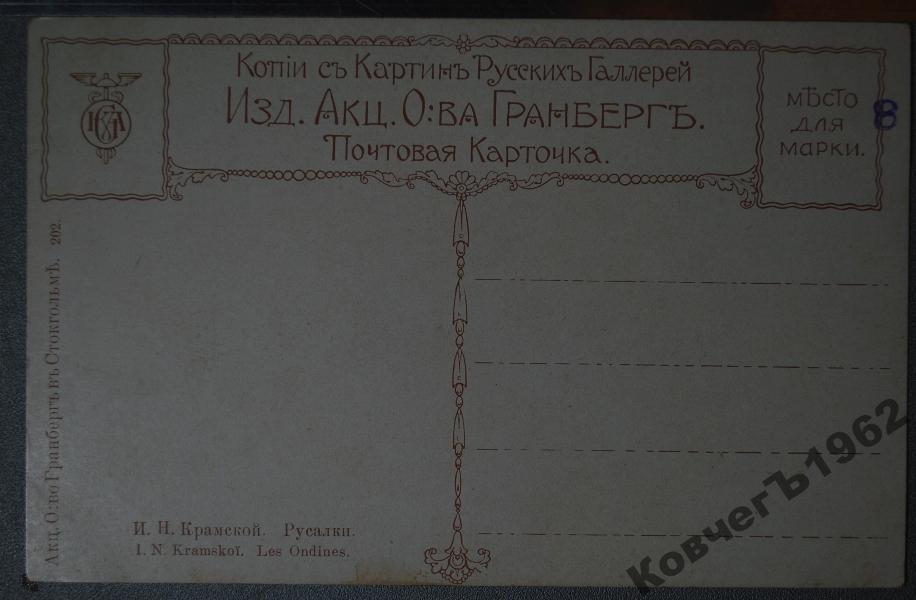 Копіи съ Картинъ Русскихъ Галлерей
Изд. Акц. О:ва Гранбергъ.
Почтовая Карточка.
мѣсто
для
марки.
8
Акц. О:во Гранбергъ въ Стокгольмѣ. 202.
И. Н. Крамской. Русалки.
I. N. Kramskoï. Les Ondines.
КовчегЪ1962